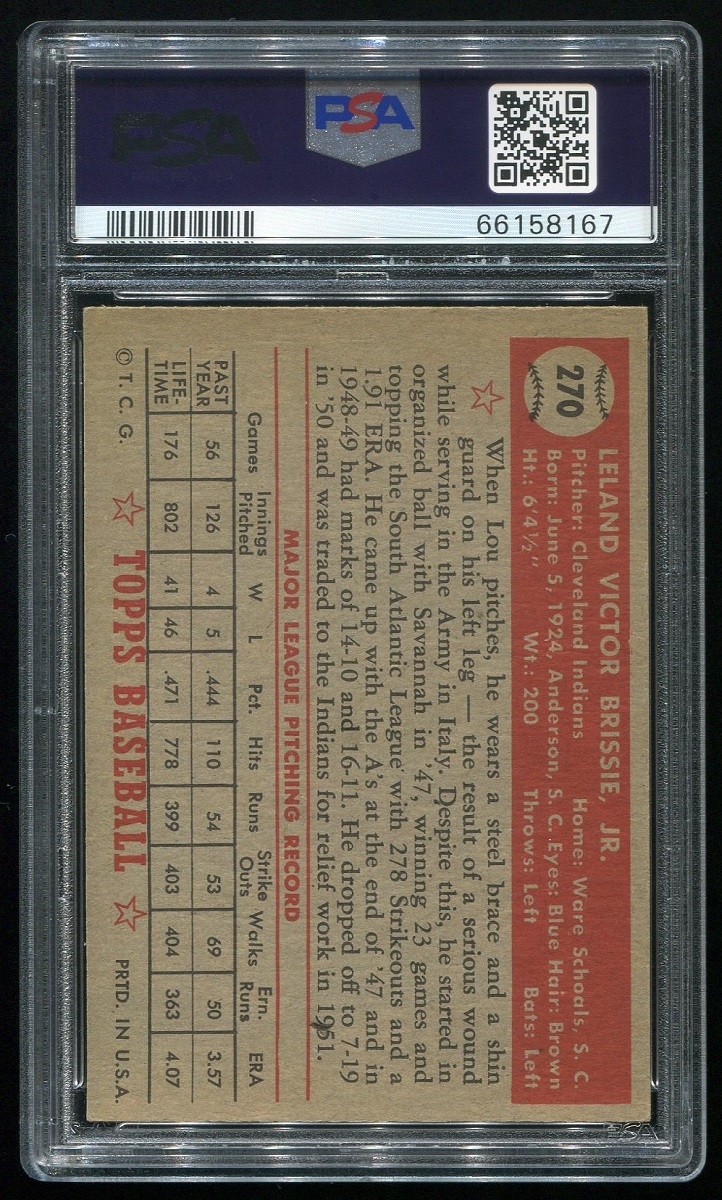 PSA
PSA
66158167
270
LELAND VICTOR BRISSIE, JR.
Pitcher: Cleveland Indians Home: Ware Schoals, S. C.
Born: June 5, 1924, Anderson, S. C. Eyes: Blue Hair: Brown
Ht.: 6'4½" Wt.: 200 Throws: Left Bats: Left
When Lou pitches, he wears a steel brace and a shin
guard on his left leg — the result of a serious wound
while serving in the Army in Italy. Despite this, he started in
organized ball with Savannah in '47, winning 23 games and
topping the South Atlantic League with 278 Strikeouts and a
1.91 ERA. He came up with the A's at the end of '47 and in
1948-49 had marks of 14-10 and 16-11. He dropped off to 7-19
in '50 and was traded to the Indians for relief work in 1951.
MAJOR LEAGUE PITCHING RECORD
Games Innings Pitched W L Pct. Hits Runs Strike Outs Walks Ern. Runs ERA
PAST YEAR 56 126 4 5 .444 110 54 53 69 50 3.57
LIFE-TIME 176 802 41 46 .471 778 399 403 404 363 4.07
© T. C. G. TOPPS BASEBALL PRTD. IN U.S.A.
PSA